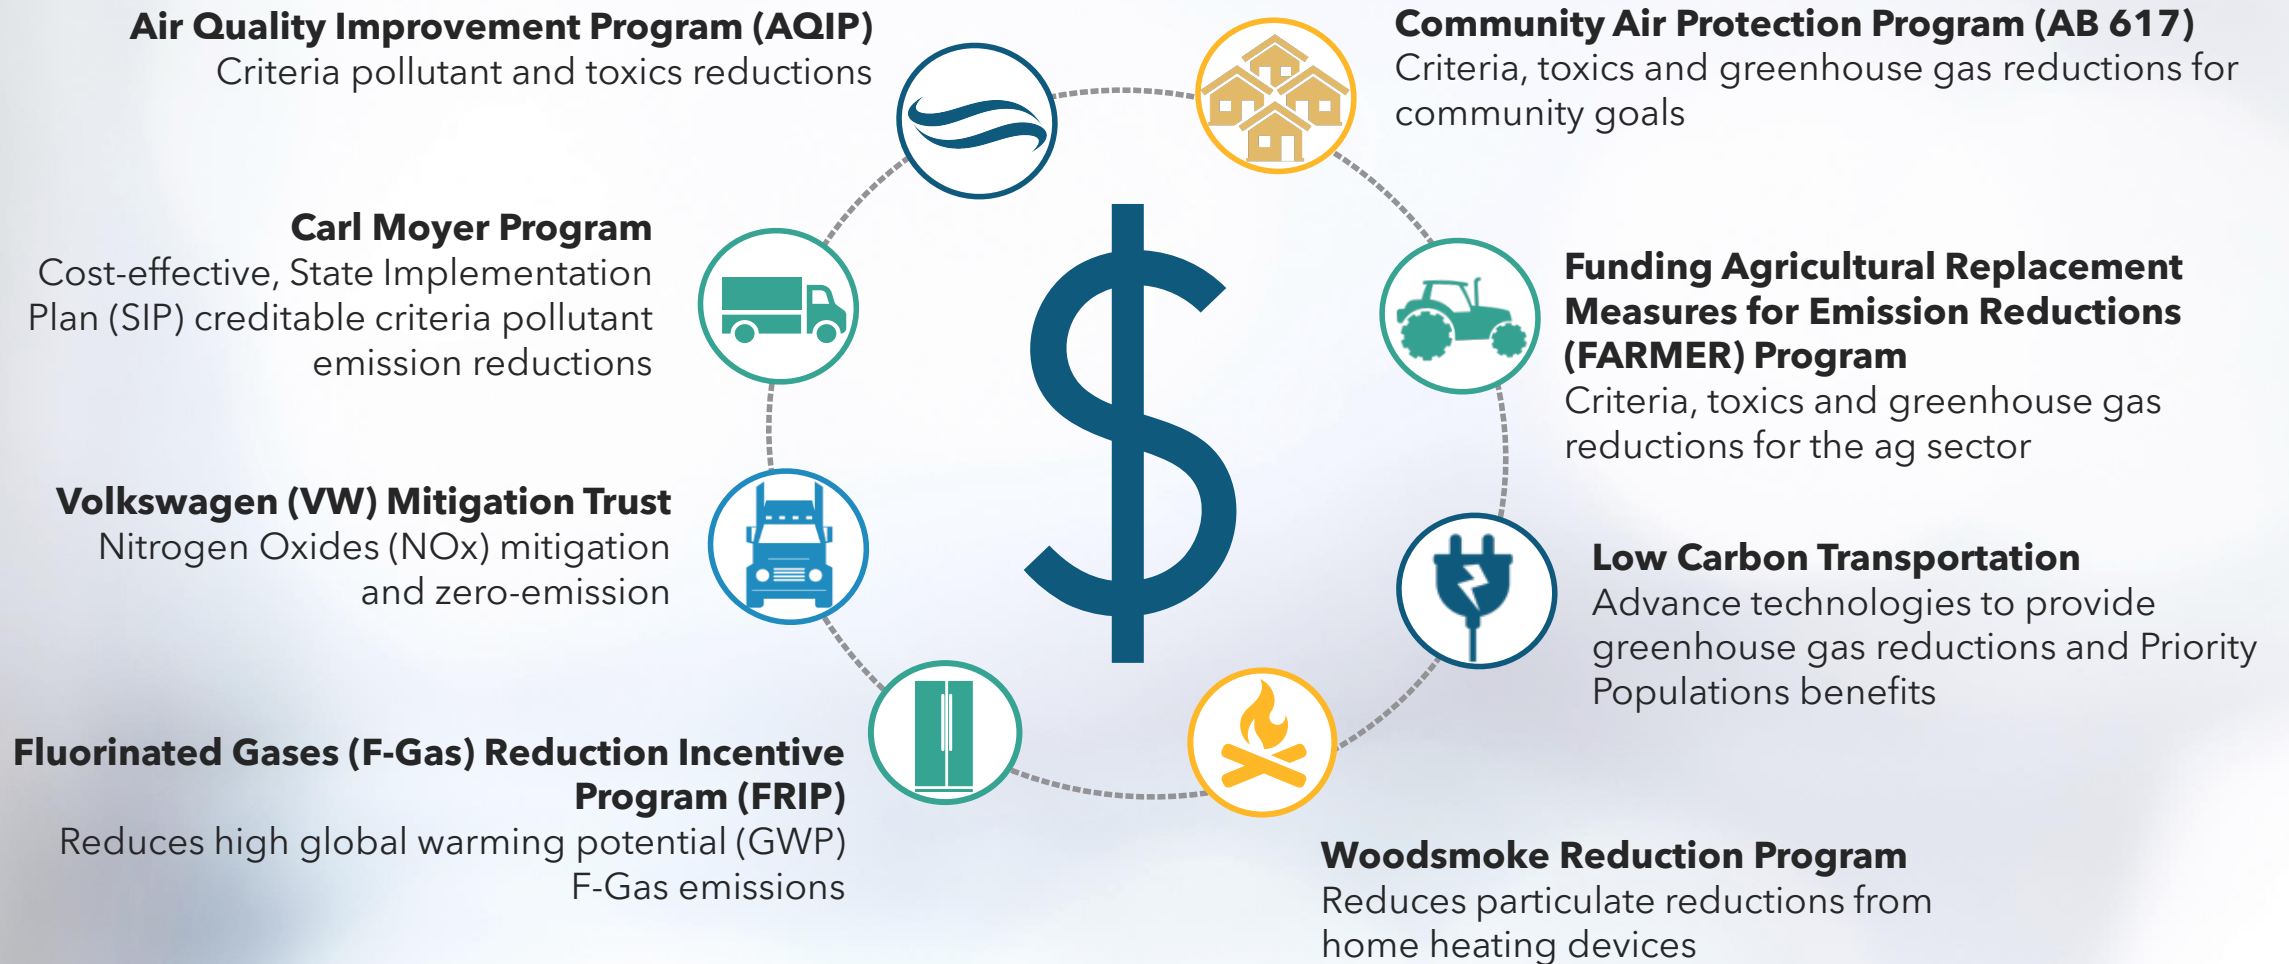 Air Quality Improvement Program (AQIP)
Criteria pollutant and toxics reductions
Community Air Protection Program (AB 617)
Criteria, toxics and greenhouse gas reductions for
community goals
Carl Moyer Program
Cost-effective, State Implementation
Plan (SIP) creditable criteria pollutant
emission reductions
Funding Agricultural Replacement
Measures for Emission Reductions
(FARMER) Program
Criteria, toxics and greenhouse gas
reductions for the ag sector
Volkswagen (VW) Mitigation Trust
Nitrogen Oxides (NOx) mitigation
and zero-emission
Low Carbon Transportation
Advance technologies to provide
greenhouse gas reductions and Priority
Populations benefits
Fluorinated Gases (F-Gas) Reduction Incentive
Program (FRIP)
Reduces high global warming potential (GWP)
F-Gas emissions
Woodsmoke Reduction Program
Reduces particulate reductions from
home heating devices